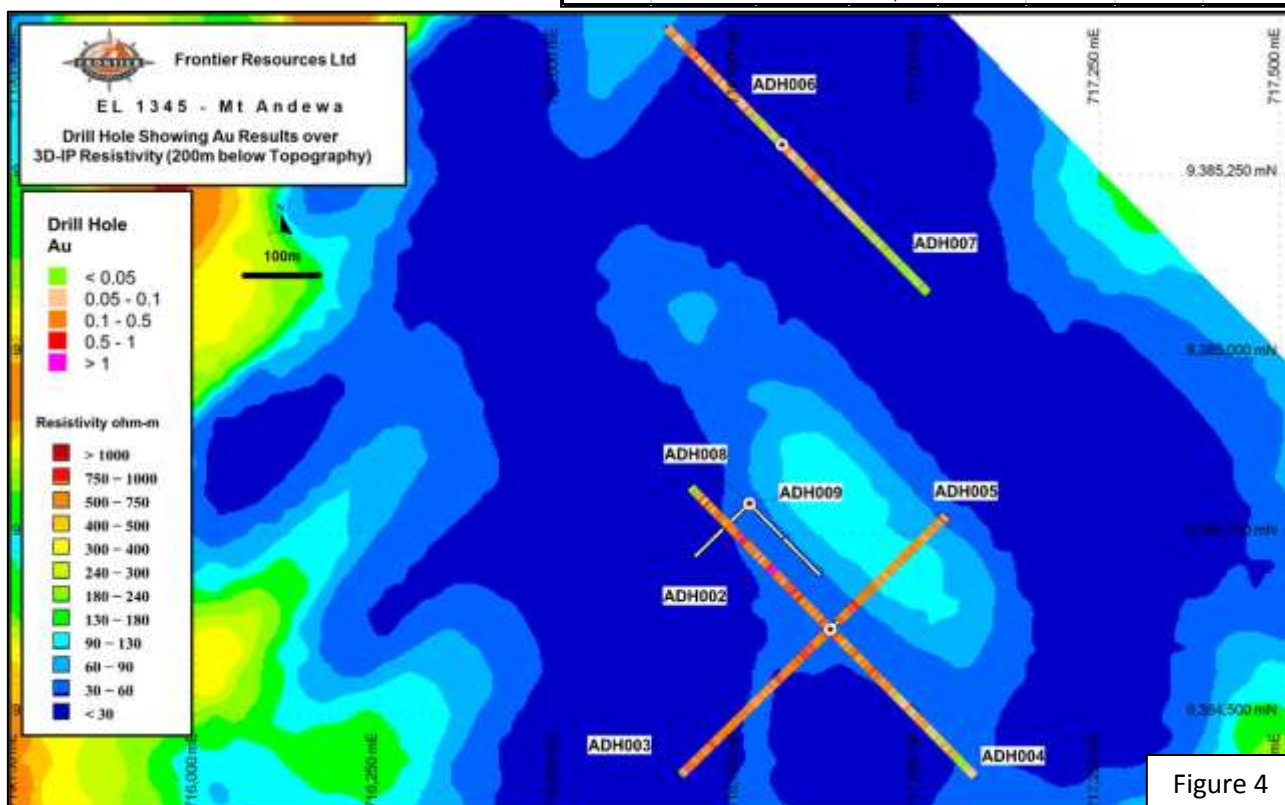 FRONTIER
Frontier Resources Ltd
EL 1345 - Mt Andewa
Drill Hole Showing Au Results over
3D-IP Resistivity (200m below Topography)
Drill Hole
Au
< 0.05
0.05 - 0.1
0.1 - 0.5
0.5 - 1
> 1
100m
Resistivity ohm-m
> 1000
750 – 1000
500 – 750
400 – 500
300 – 400
240 – 300
180 – 240
130 – 180
90 – 130
60 – 90
30 – 60
< 30
717,250 mE
717,500 mE
ADH006
9,385,250 mN
ADH007
9,385,000 mN
ADH008
ADH009
ADH005
ADH002
9,384,500 mN
ADH003
ADH004
716,000 mE
716,250 mE
Figure 4